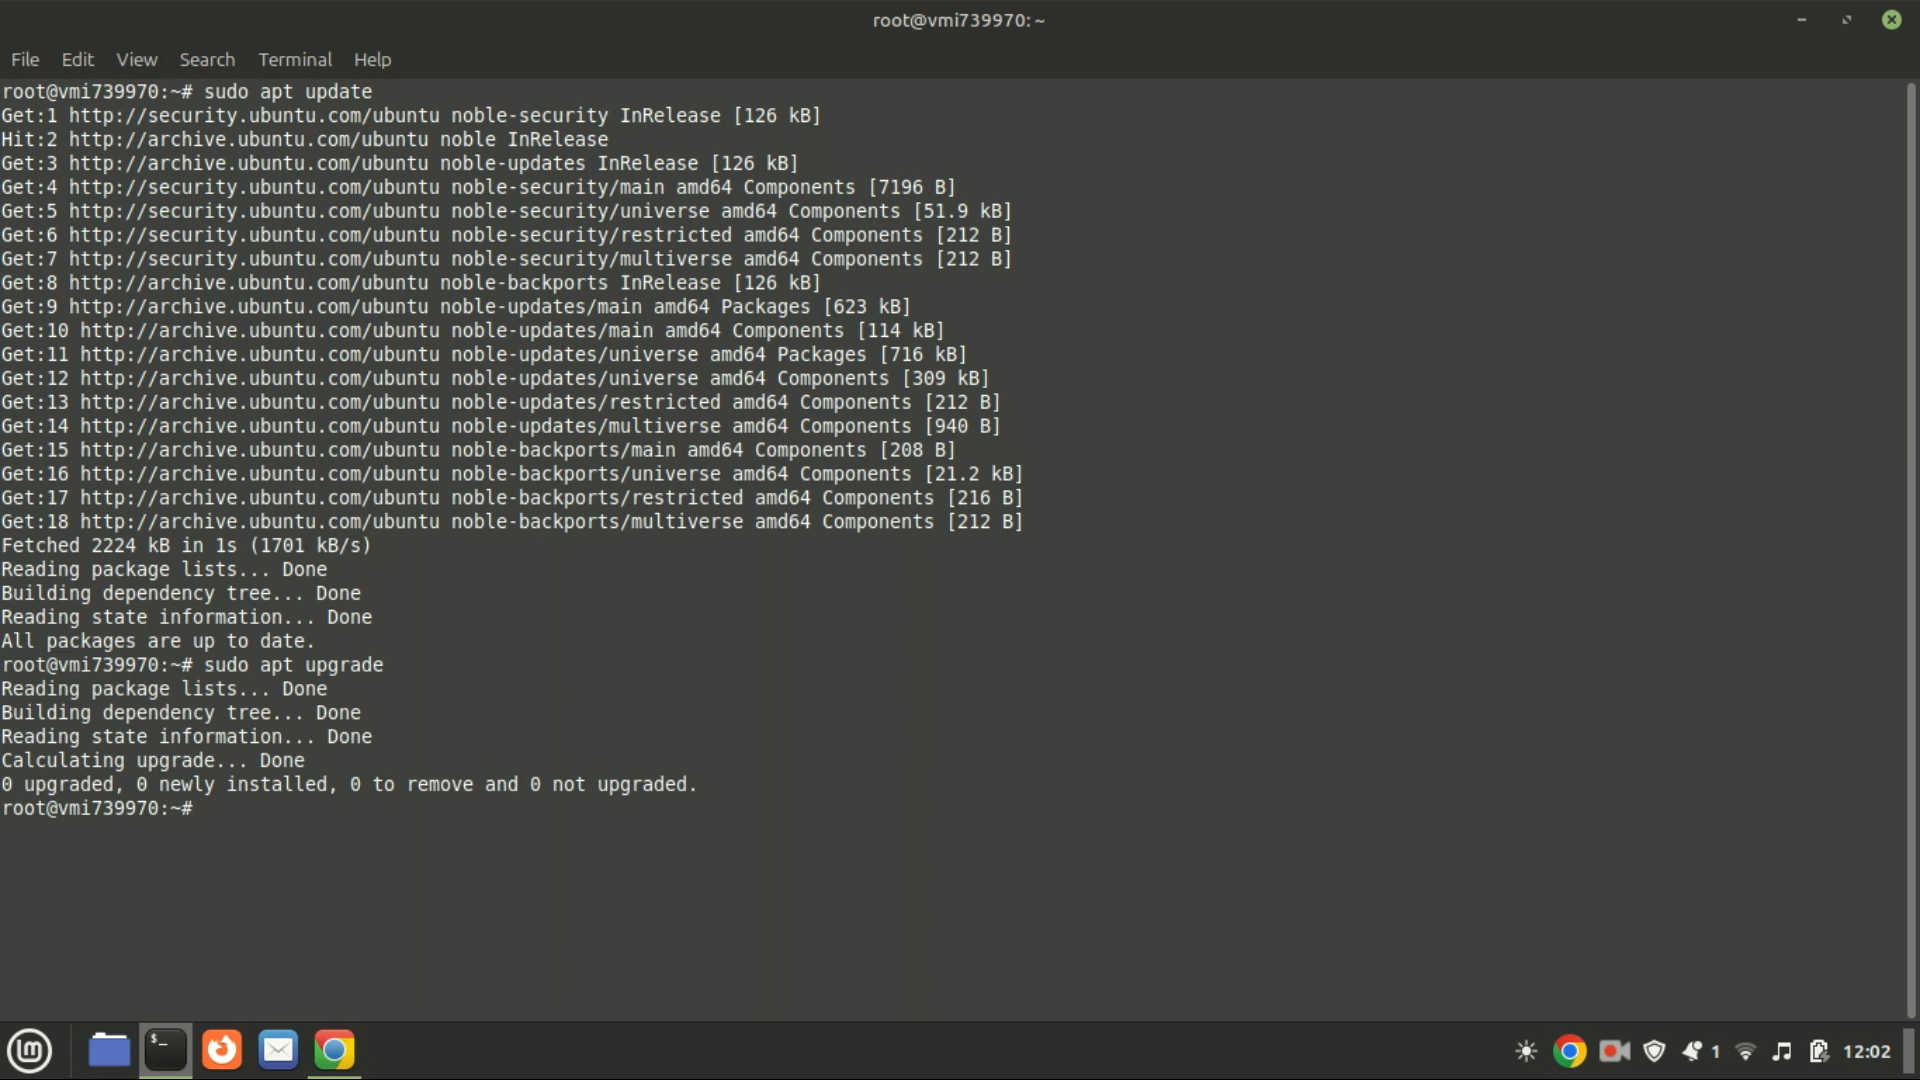 root@vmi739970: ~
File Edit View Search Terminal Help
root@vmi739970:~# sudo apt update
Get:1 http://security.ubuntu.com/ubuntu noble-security InRelease [126 kB]
Hit:2 http://archive.ubuntu.com/ubuntu noble InRelease
Get:3 http://archive.ubuntu.com/ubuntu noble-updates InRelease [126 kB]
Get:4 http://security.ubuntu.com/ubuntu noble-security/main amd64 Components [7196 B]
Get:5 http://security.ubuntu.com/ubuntu noble-security/universe amd64 Components [51.9 kB]
Get:6 http://security.ubuntu.com/ubuntu noble-security/restricted amd64 Components [212 B]
Get:7 http://security.ubuntu.com/ubuntu noble-security/multiverse amd64 Components [212 B]
Get:8 http://archive.ubuntu.com/ubuntu noble-backports InRelease [126 kB]
Get:9 http://archive.ubuntu.com/ubuntu noble-updates/main amd64 Packages [623 kB]
Get:10 http://archive.ubuntu.com/ubuntu noble-updates/main amd64 Components [114 kB]
Get:11 http://archive.ubuntu.com/ubuntu noble-updates/universe amd64 Packages [716 kB]
Get:12 http://archive.ubuntu.com/ubuntu noble-updates/universe amd64 Components [309 kB]
Get:13 http://archive.ubuntu.com/ubuntu noble-updates/restricted amd64 Components [212 B]
Get:14 http://archive.ubuntu.com/ubuntu noble-updates/multiverse amd64 Components [940 B]
Get:15 http://archive.ubuntu.com/ubuntu noble-backports/main amd64 Components [208 B]
Get:16 http://archive.ubuntu.com/ubuntu noble-backports/universe amd64 Components [21.2 kB]
Get:17 http://archive.ubuntu.com/ubuntu noble-backports/restricted amd64 Components [216 B]
Get:18 http://archive.ubuntu.com/ubuntu noble-backports/multiverse amd64 Components [212 B]
Fetched 2224 kB in 1s (1701 kB/s)
Reading package lists... Done
Building dependency tree... Done
Reading state information... Done
All packages are up to date.
root@vmi739970:~# sudo apt upgrade
Reading package lists... Done
Building dependency tree... Done
Reading state information... Done
Calculating upgrade... Done
0 upgraded, 0 newly installed, 0 to remove and 0 not upgraded.
root@vmi739970:~#
$_
1 12:02